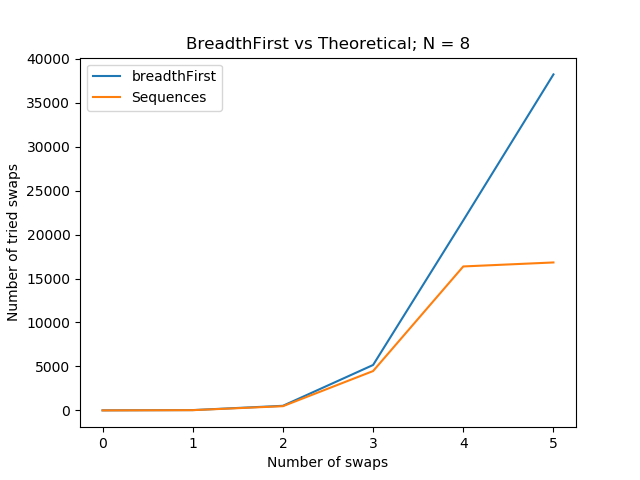 BreadthFirst vs Theoretical; N = 8
breadthFirst
Sequences
Number of tried swaps
40000
35000
30000
25000
20000
15000
10000
5000
0
0 1 2 3 4 5
Number of swaps